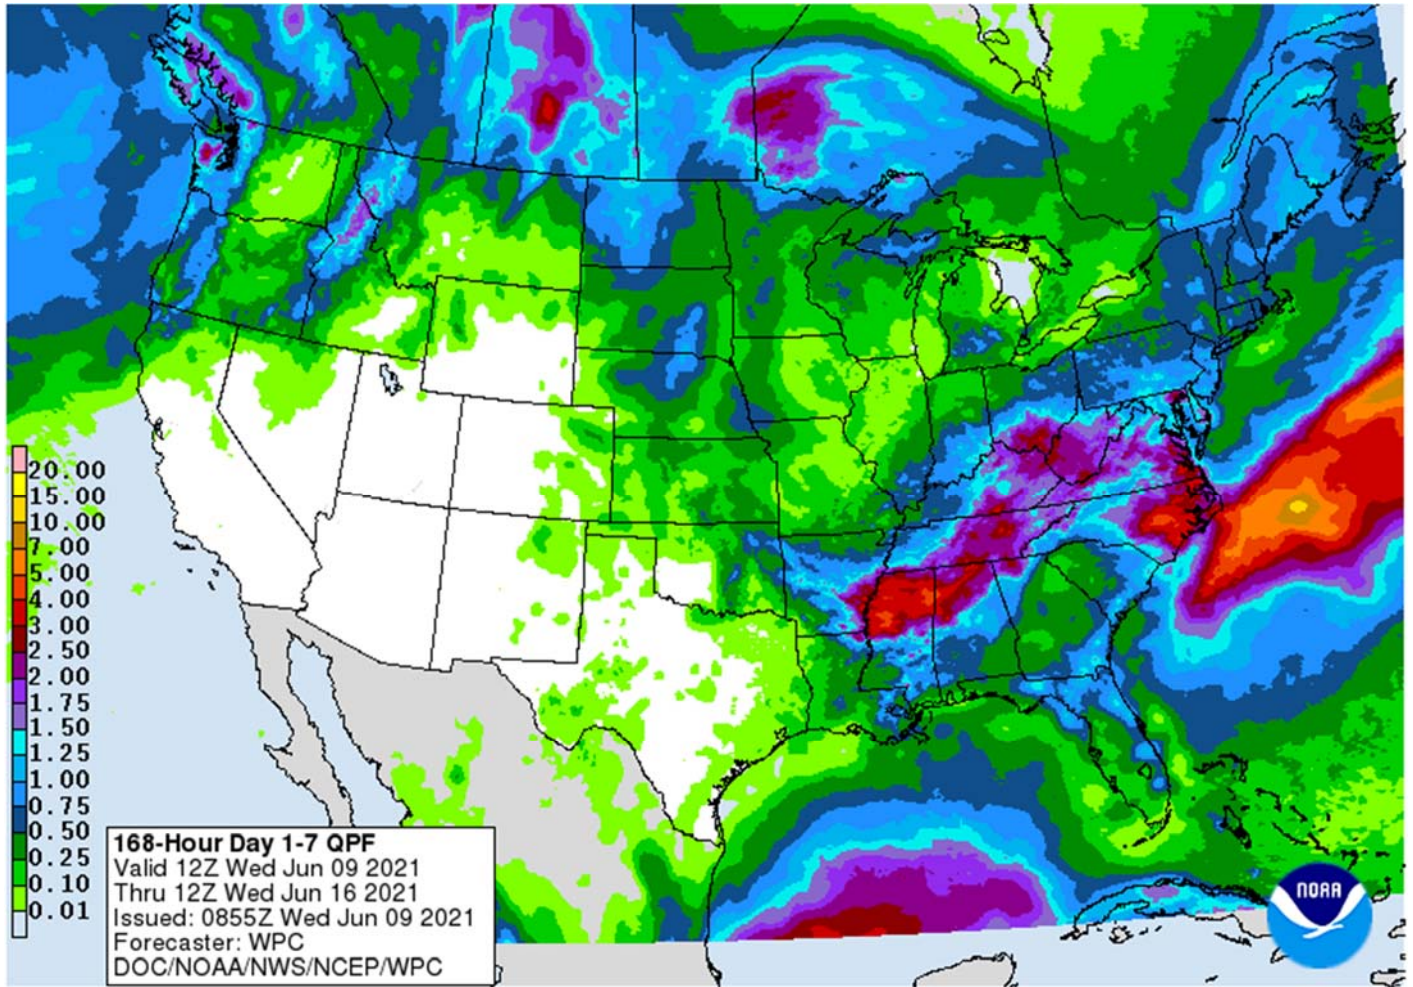 20.00
15.00
10.00
7.00
5.00
4.00
3.00
2.50
2.00
1.75
1.50
1.25
1.00
0.75
0.50
0.25
0.10
0.01
168-Hour Day 1-7 QPF
Valid 12Z Wed Jun 09 2021
Thru 12Z Wed Jun 16 2021
Issued: 0855Z Wed Jun 09 2021
Forecaster: WPC
DOC/NOAA/NWS/NCEP/WPC
NOAA